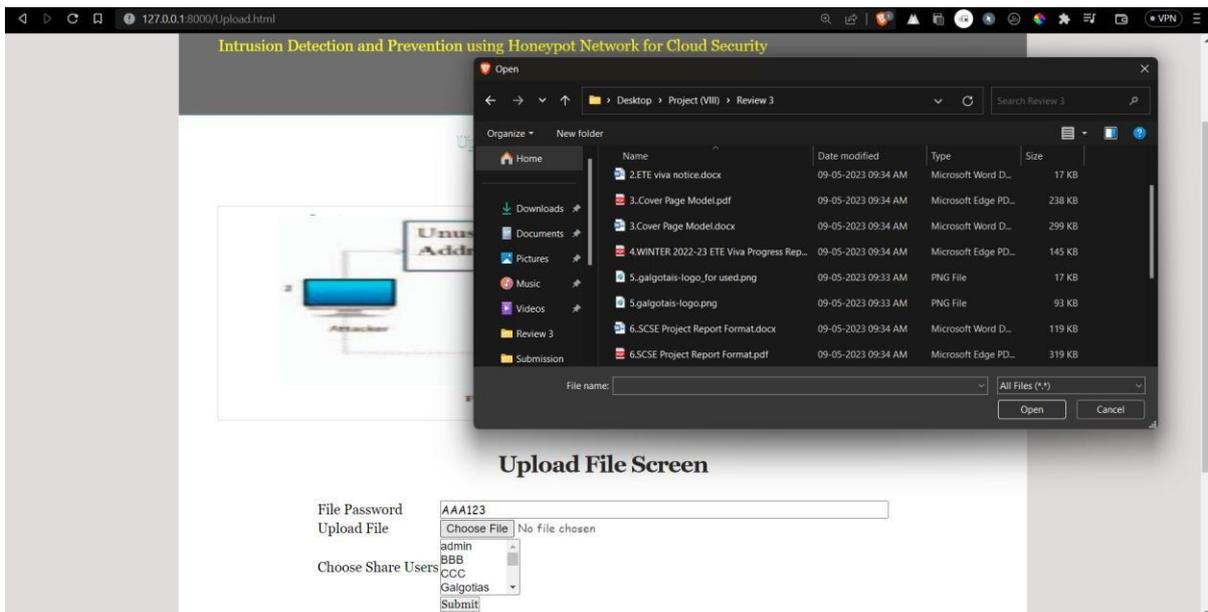 127.0.0.1:8000/Upload.html
VPN
Intrusion Detection and Prevention using Honeypot Network for Cloud Security
Open
Desktop > Project (VIII) > Review 3
Search Review 3
Organize
New folder
Home
Downloads
Documents
Pictures
Music
Videos
Review 3
Submission
Name Date modified Type Size
2.ETE viva notice.docx 09-05-2023 09:34 AM Microsoft Word D... 17 KB
3..Cover Page Model.pdf 09-05-2023 09:34 AM Microsoft Edge PD... 238 KB
3.Cover Page Model.docx 09-05-2023 09:34 AM Microsoft Word D... 299 KB
4.WINTER 2022-23 ETE Viva Progress Rep... 09-05-2023 09:34 AM Microsoft Edge PD... 145 KB
5..galgotais-logo_for used.png 09-05-2023 09:33 AM PNG File 17 KB
5.galgotais-logo.png 09-05-2023 09:33 AM PNG File 93 KB
6.SCSE Project Report Format.docx 09-05-2023 09:34 AM Microsoft Word D... 119 KB
6.SCSE Project Report Format.pdf 09-05-2023 09:34 AM Microsoft Edge PD... 319 KB
File name:
All Files (*.*)
Open Cancel
Unus
Addr
2
Attacker
Upload File Screen
File Password AAA123
Upload File Choose File No file chosen
Choose Share Users
admin
BBB
CCC
Galgotias
Submit